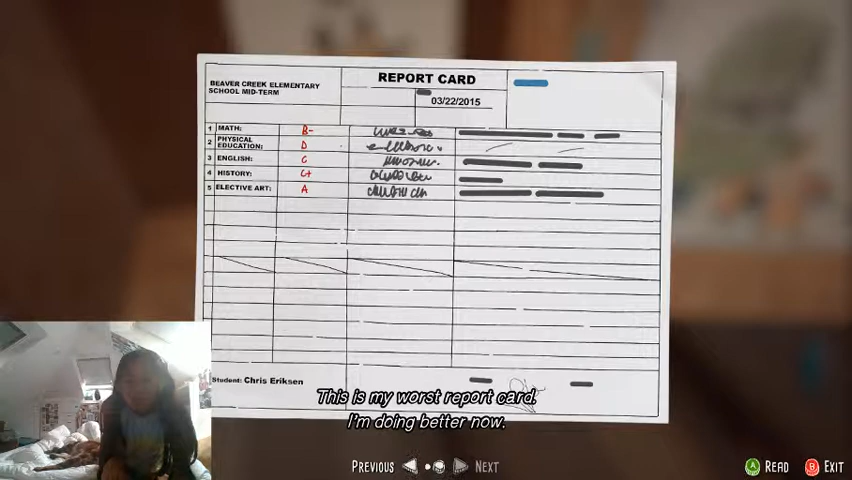 BEAVER CREEK ELEMENTARY
SCHOOL MID-TERM
REPORT CARD
03/22/2015
1 MATH: B-
2 PHYSICAL EDUCATION: D
3 ENGLISH: C
4 HISTORY: C+
5 ELECTIVE ART: A
Student: Chris Eriksen
This is my worst report card.
I'm doing better now.
PREVIOUS NEXT
A READ B EXIT